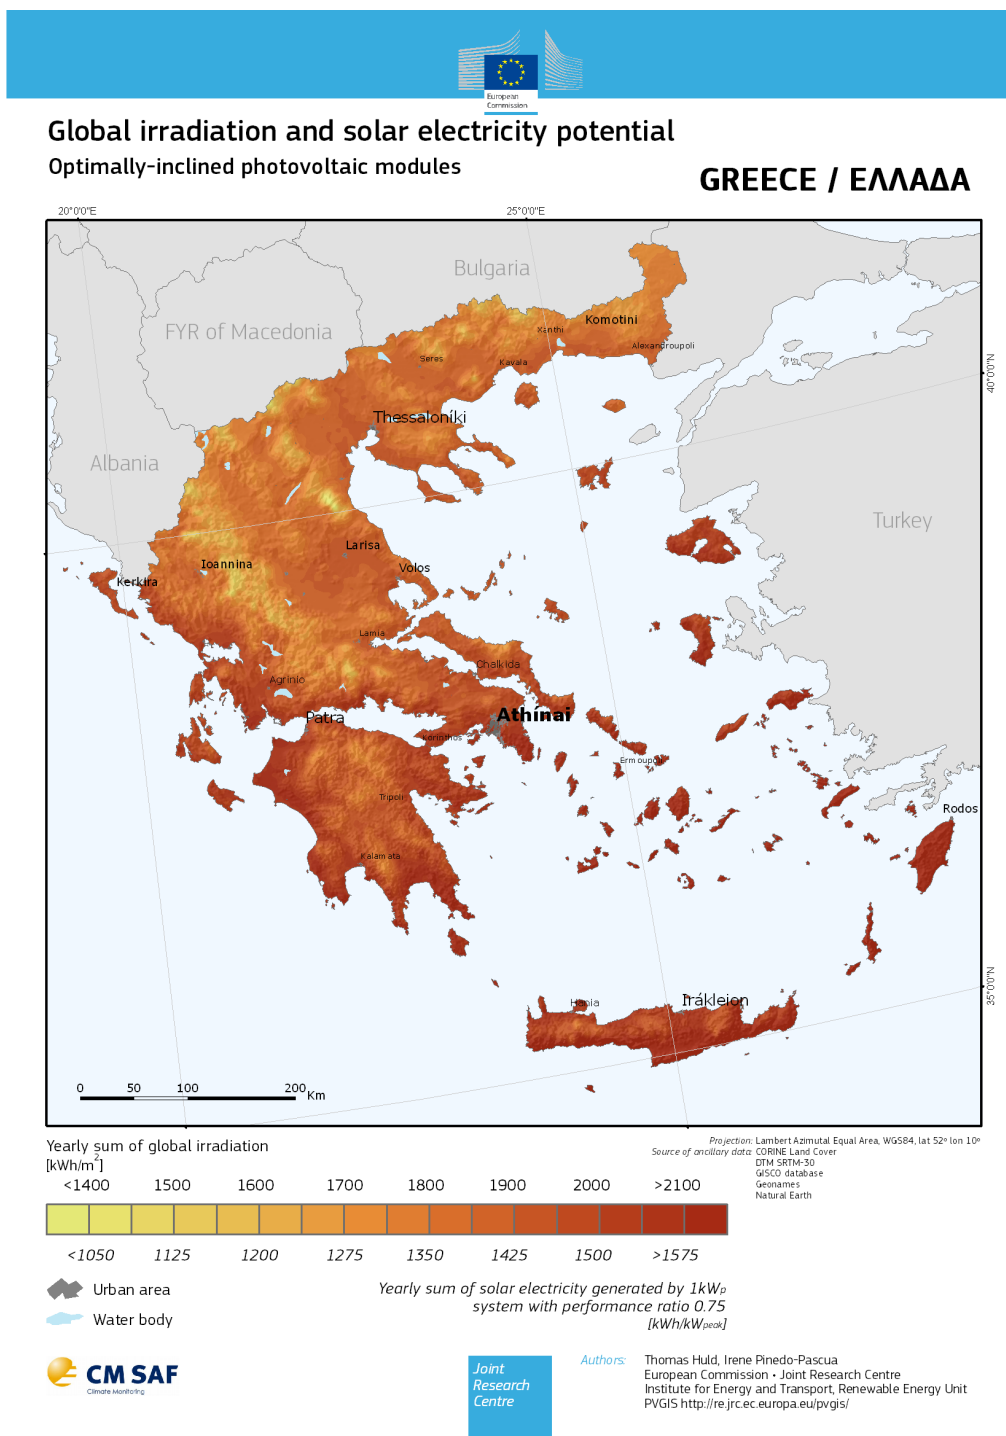 European
Commission
Global irradiation and solar electricity potential
Optimally-inclined photovoltaic modules
GREECE / ΕΛΛΑΔΑ
20°0'0"E
25°0'0"E
Bulgaria
FYR of Macedonia
Komotini
Xanthi
Alexandroupoli
Seres
Kavala
40°0'0"N
Thessaloníki
Albania
Turkey
Larisa
Ioannina
Volos
Kerkira
Lamia
Chalkida
Agrinio
Athínai
Patra
Korinthos
Ermoupoli
Tripoli
Rodos
Kalamata
35°0'0"N
Hania
Irákleion
0 50 100 200 Km
Yearly sum of global irradiation
[kWh/m2]
<1400 1500 1600 1700 1800 1900 2000 >2100
<1050 1125 1200 1275 1350 1425 1500 >1575
Projection: Lambert Azimutal Equal Area, WGS84, lat 52º lon 10º
Source of ancillary data: CORINE Land Cover
DTM SRTM-30
GISCO database
Geonames
Natural Earth
Urban area
Water body
Yearly sum of solar electricity generated by 1kWp
system with performance ratio 0.75
[kWh/kWpeak]
CM SAF
Climate Monitoring
Joint
Research
Centre
Authors: Thomas Huld, Irene Pinedo-Pascua
European Commission • Joint Research Centre
Institute for Energy and Transport, Renewable Energy Unit
PVGIS http://re.jrc.ec.europa.eu/pvgis/